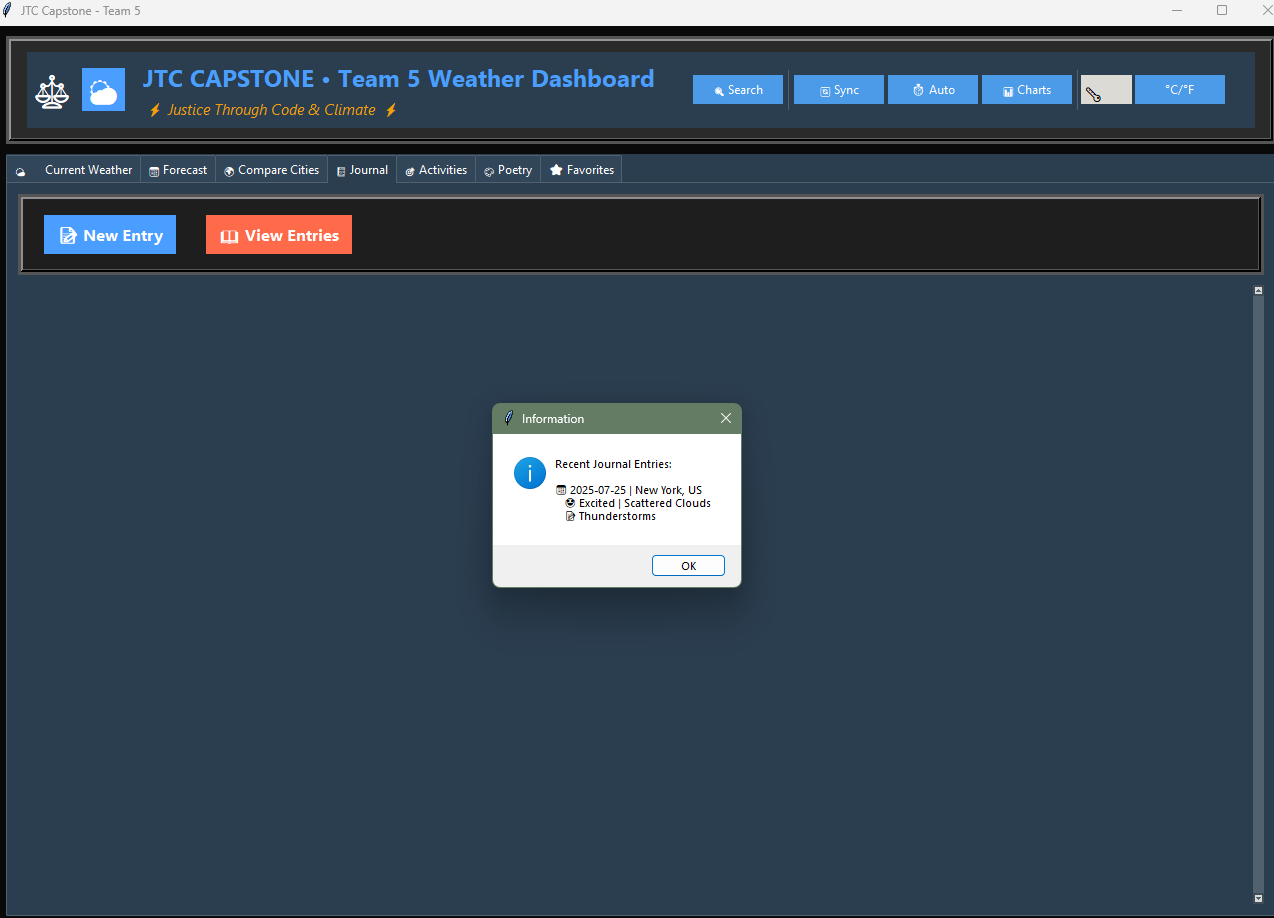 JTC Capstone - Team 5
JTC CAPSTONE • Team 5 Weather Dashboard
Justice Through Code & Climate
Search
Sync
Auto
Charts
°C/°F
Current Weather
Forecast
Compare Cities
Journal
Activities
Poetry
Favorites
New Entry
View Entries
Information
Recent Journal Entries:
2025-07-25 | New York, US
Excited | Scattered Clouds
Thunderstorms
OK